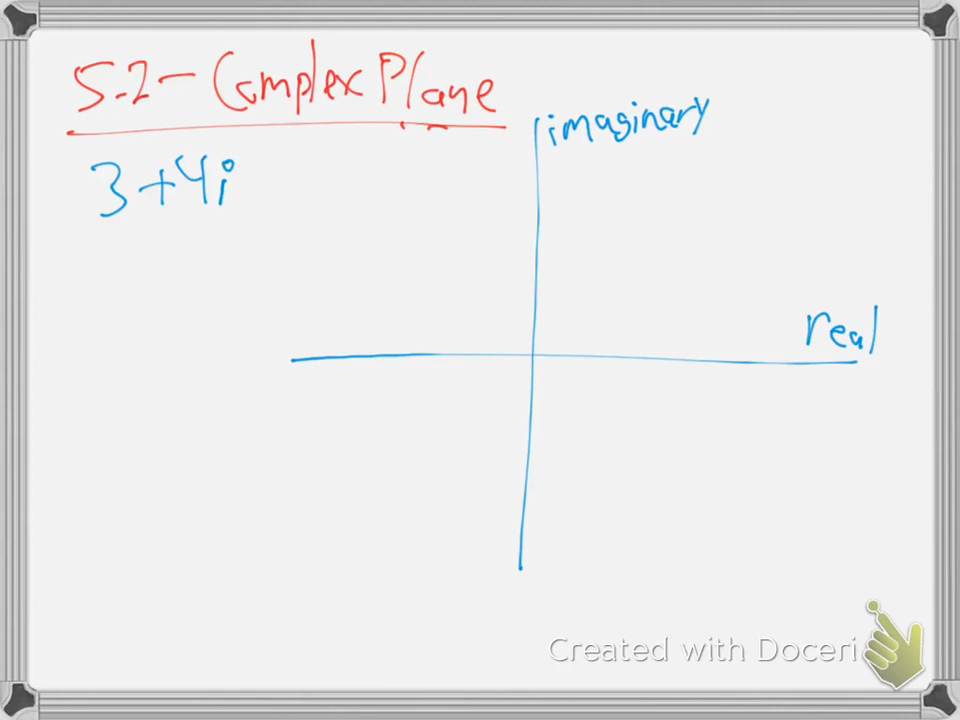 5.2 - Complex Plane
imaginary
3 + 4i
real
Created with Doceri